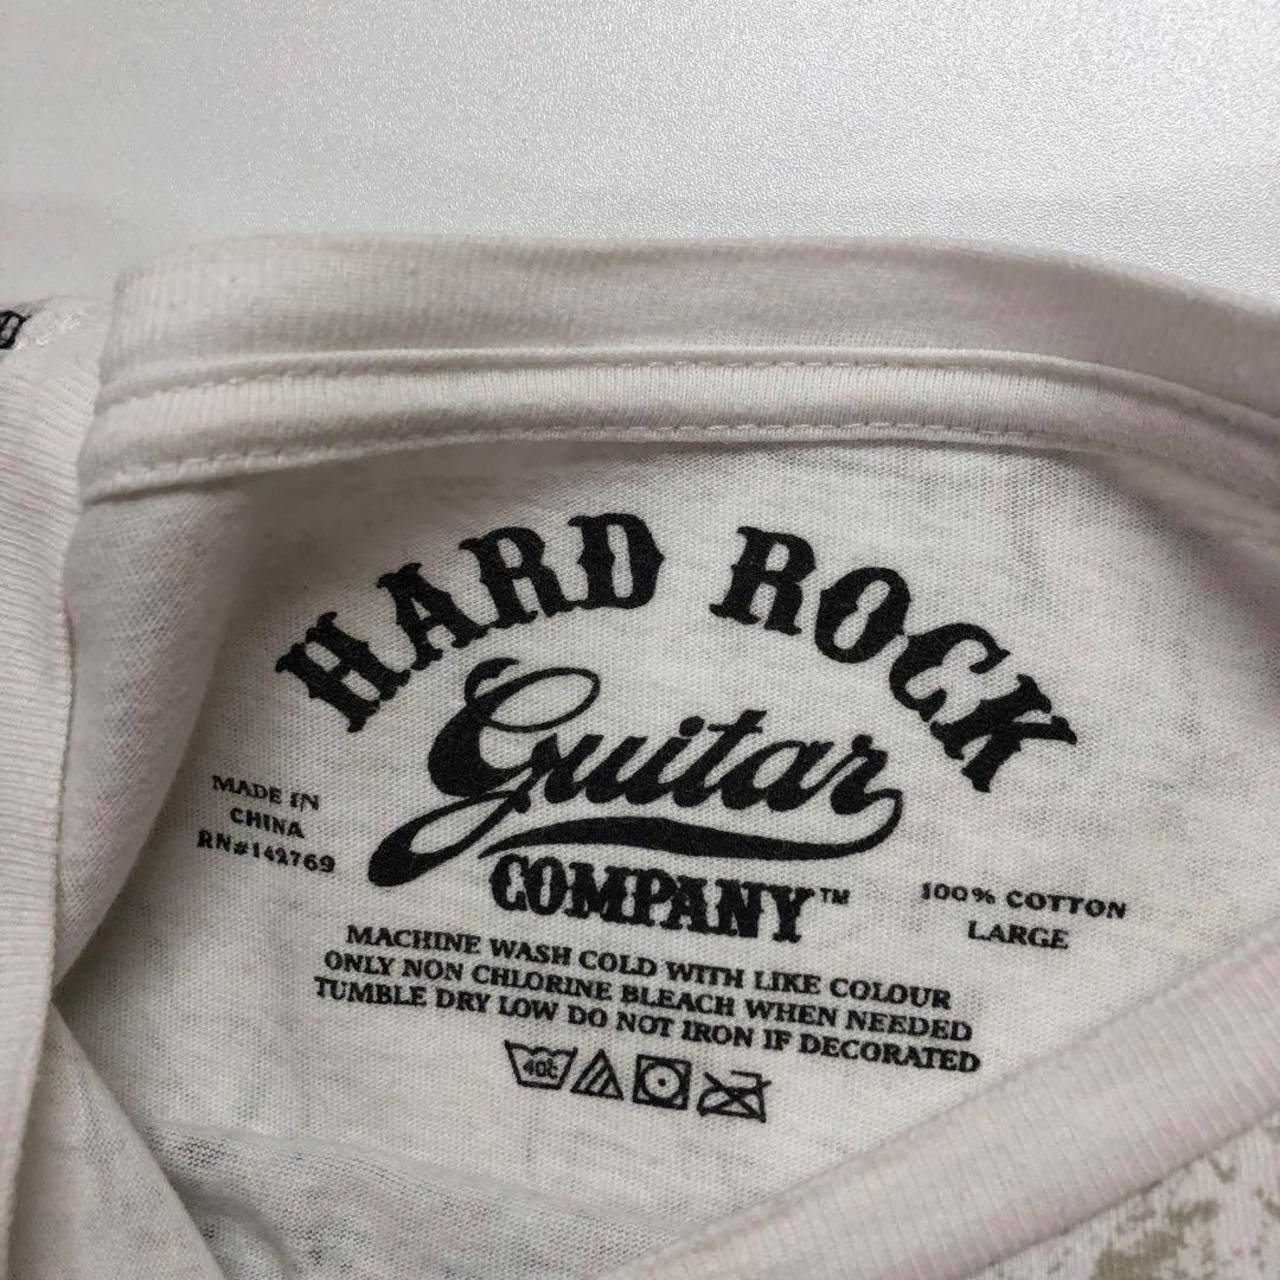 HARD ROCK
Guitar
COMPANY™
MADE IN
CHINA
RN#142769
100% COTTON
LARGE
MACHINE WASH COLD WITH LIKE COLOUR
ONLY NON CHLORINE BLEACH WHEN NEEDED
TUMBLE DRY LOW DO NOT IRON IF DECORATED
40c